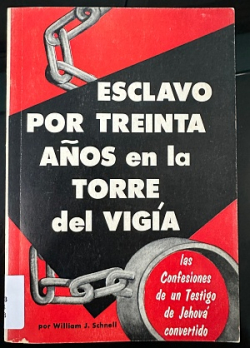 ESCLAVO
POR TREINTA
AÑOS en la
TORRE
del VIGÍA
las
Confesiones
de un Testigo
de Jehová
convertido
por William J. Schnell